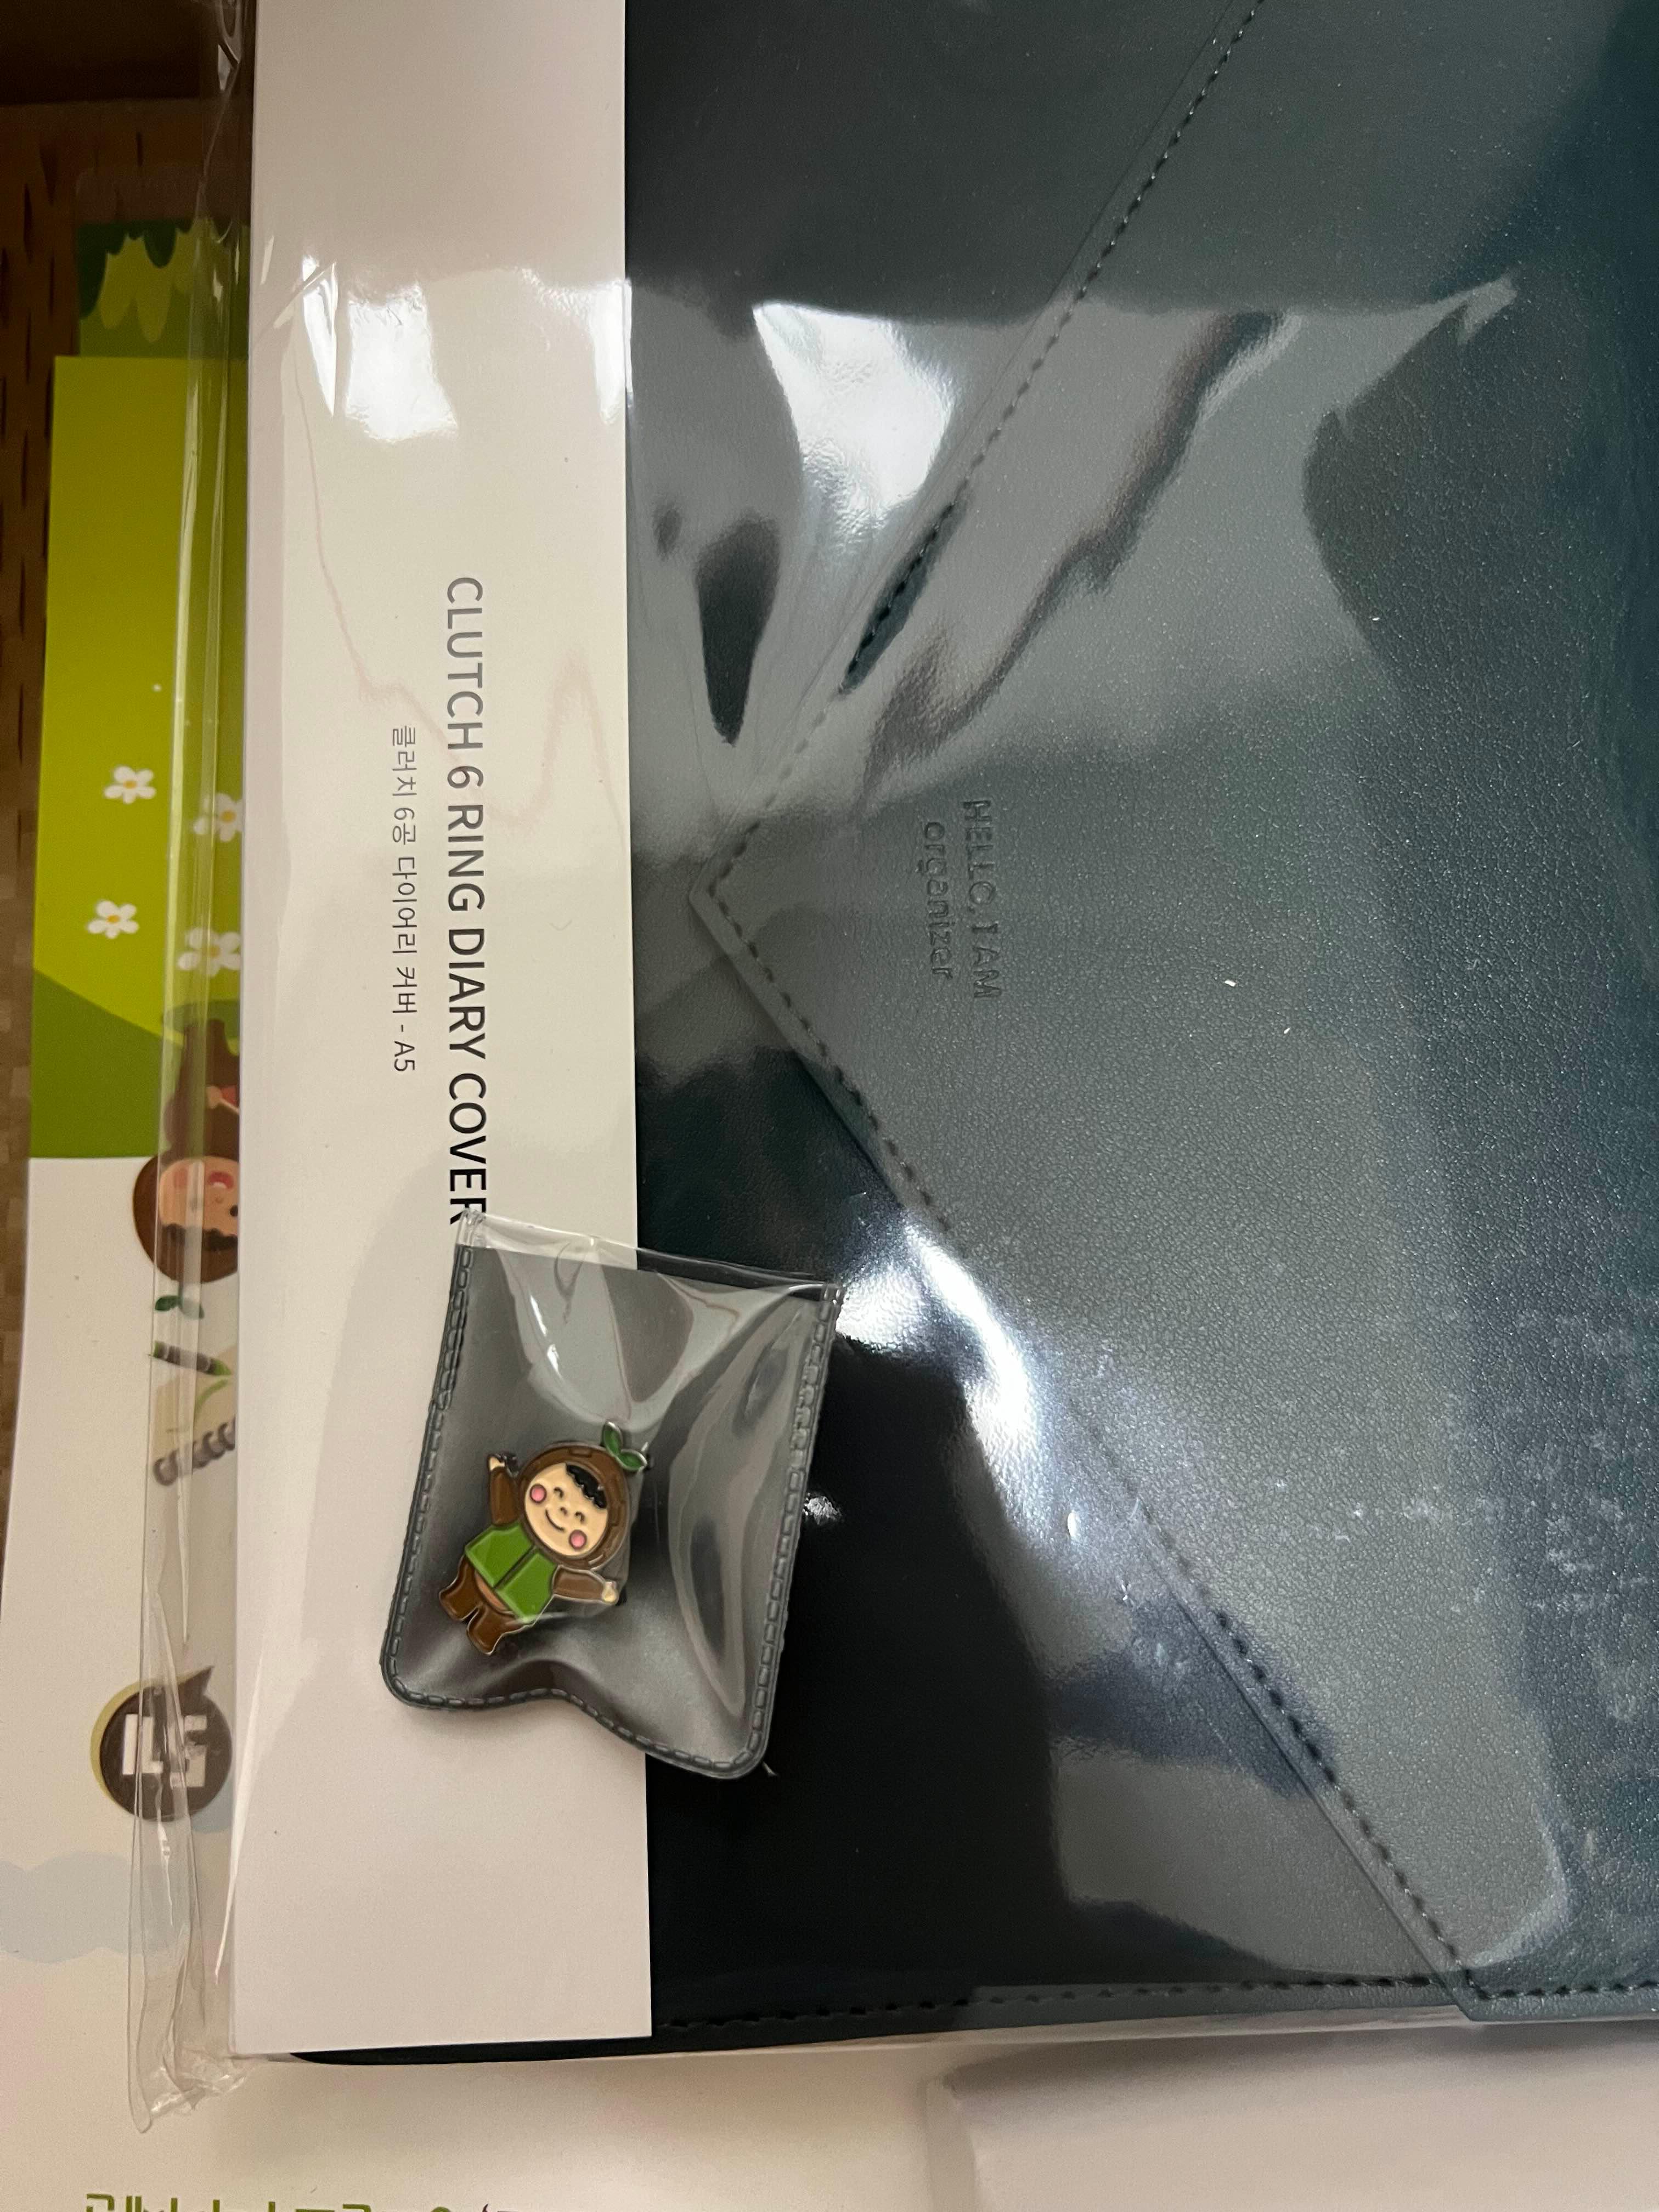 CLUTCH 6 RING DIARY COVER
클러치 6공 다이어리 커버 - A5
HELLO, I AM
organizer